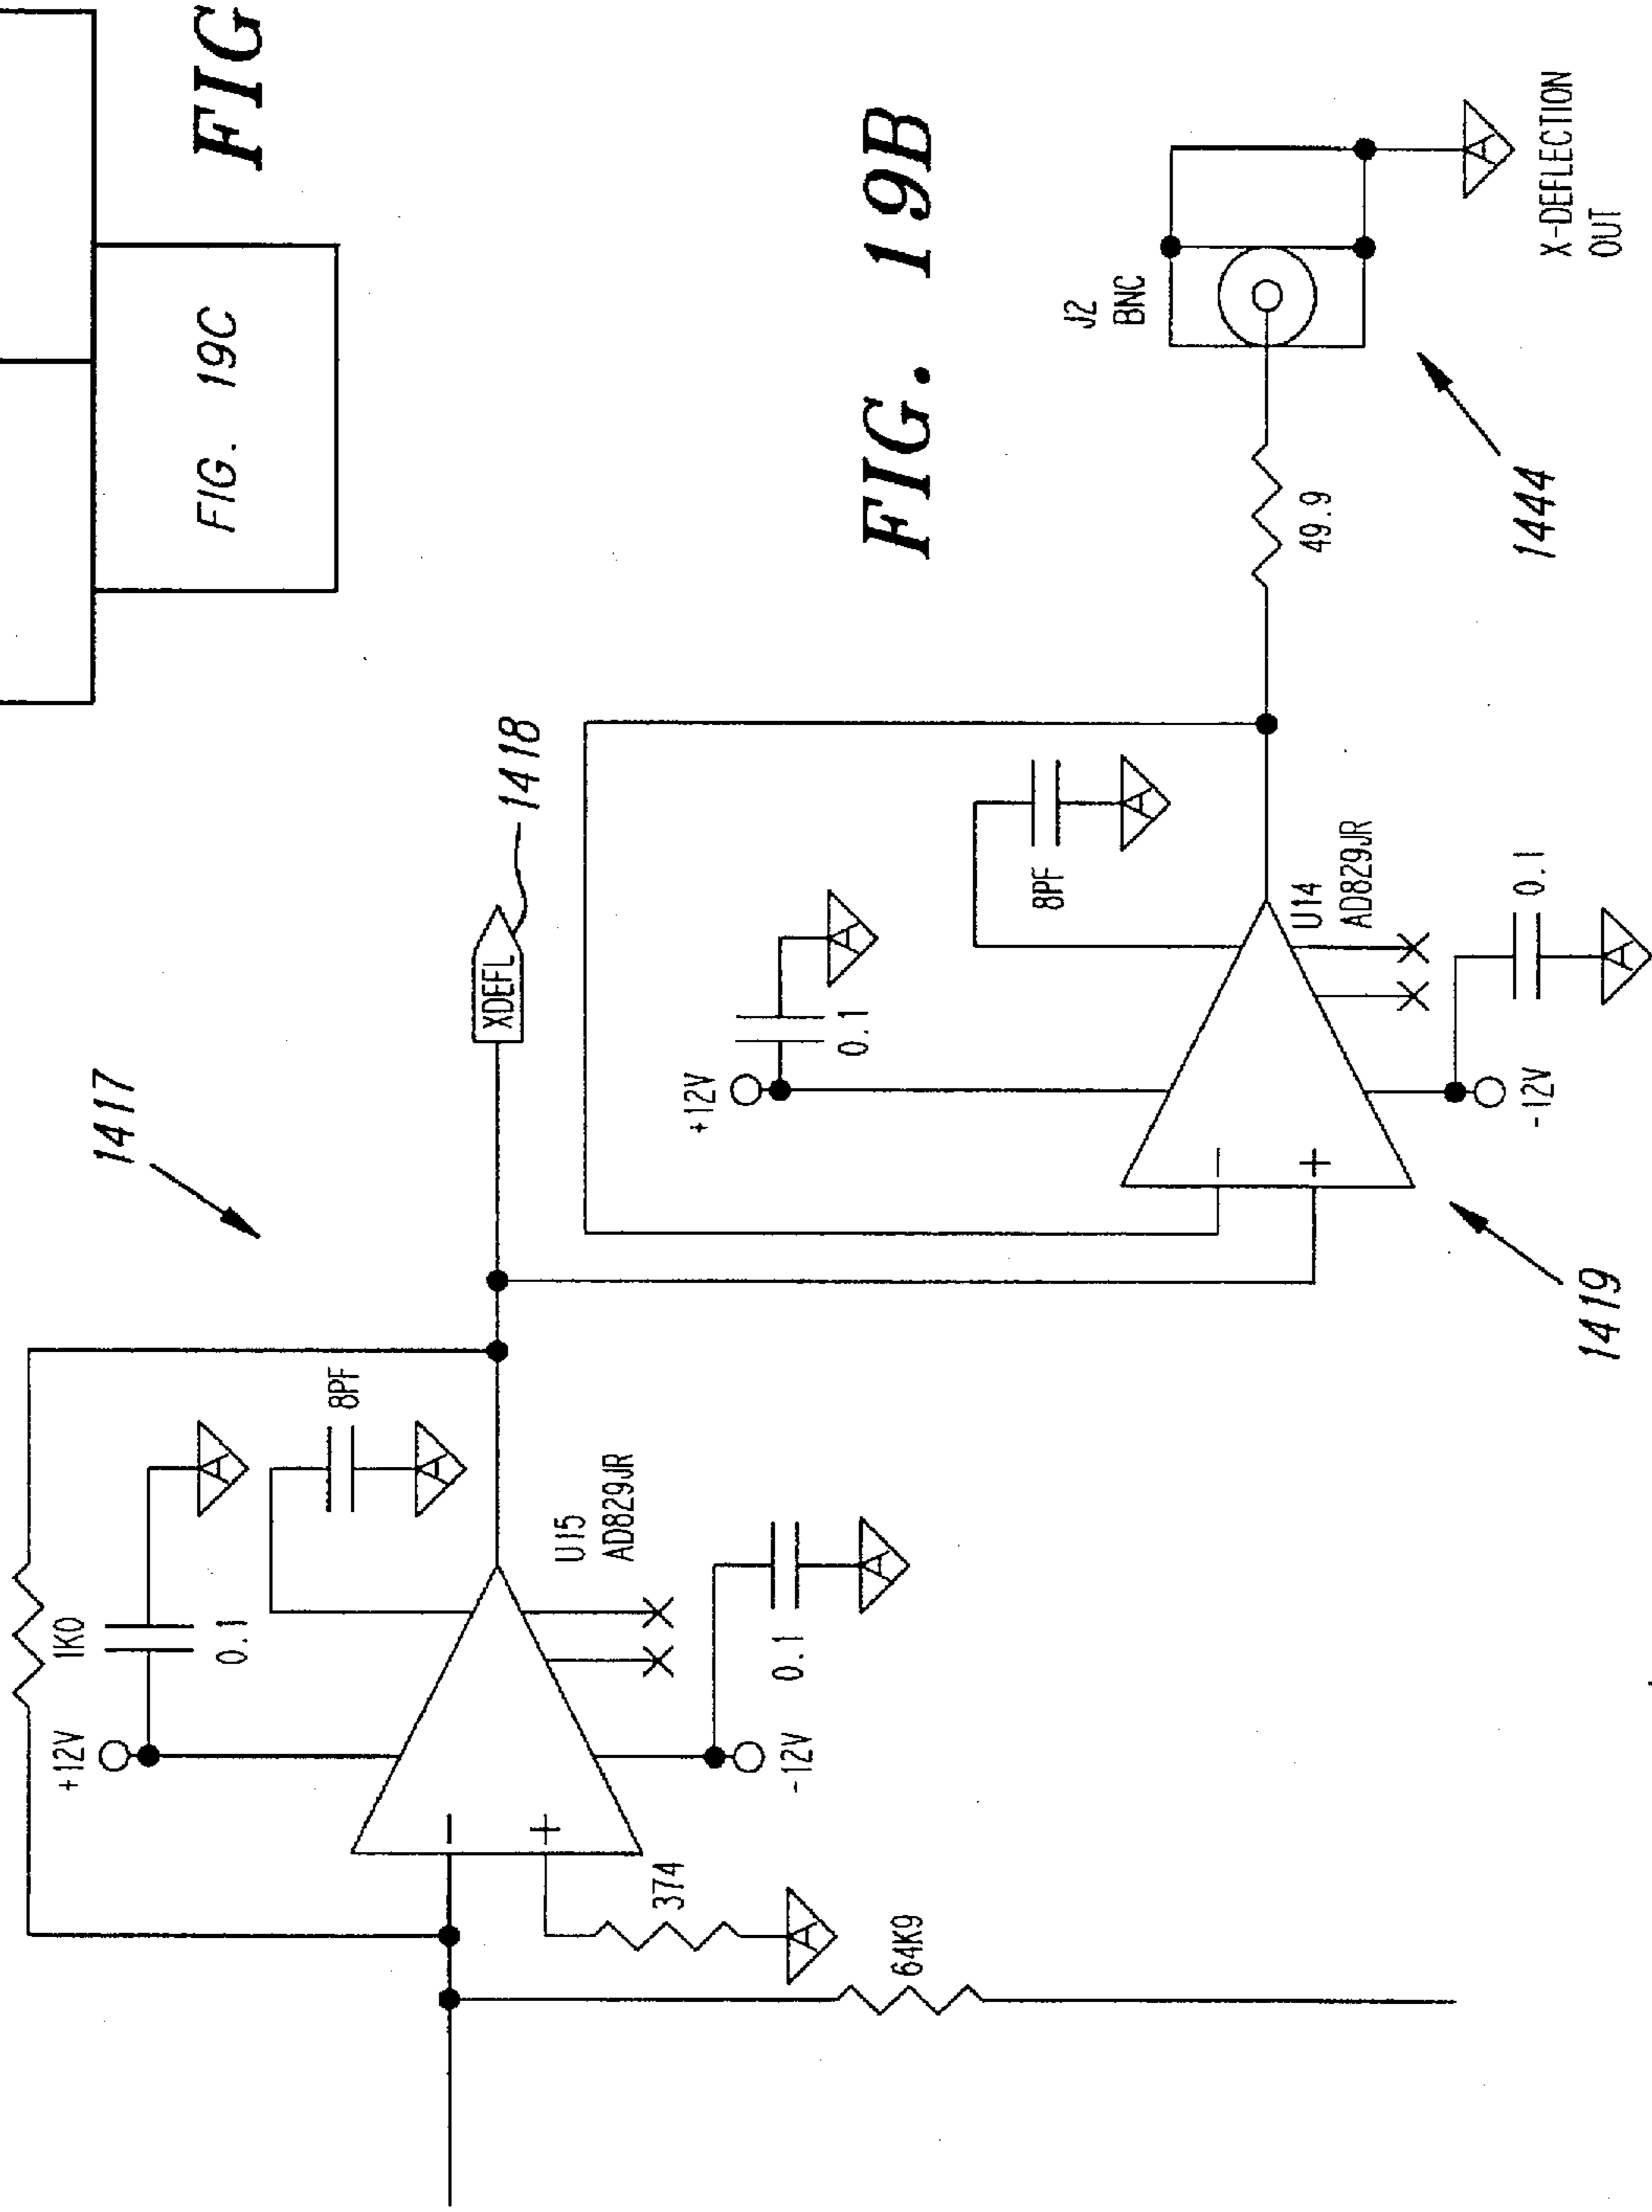 FIG. 19C
FIG
1417
1K0
+12V
0.1
8PF
U15
AD829JR
374
-12V
0.1
64K9
XDEFL
1418
FIG. 19B
+12V
0.1
8PF
U14
AD829JR
-12V
0.1
1419
49.9
J2
BNC
1444
X-DEFLECTION
OUT
A
A
A
A
A
A
A
A